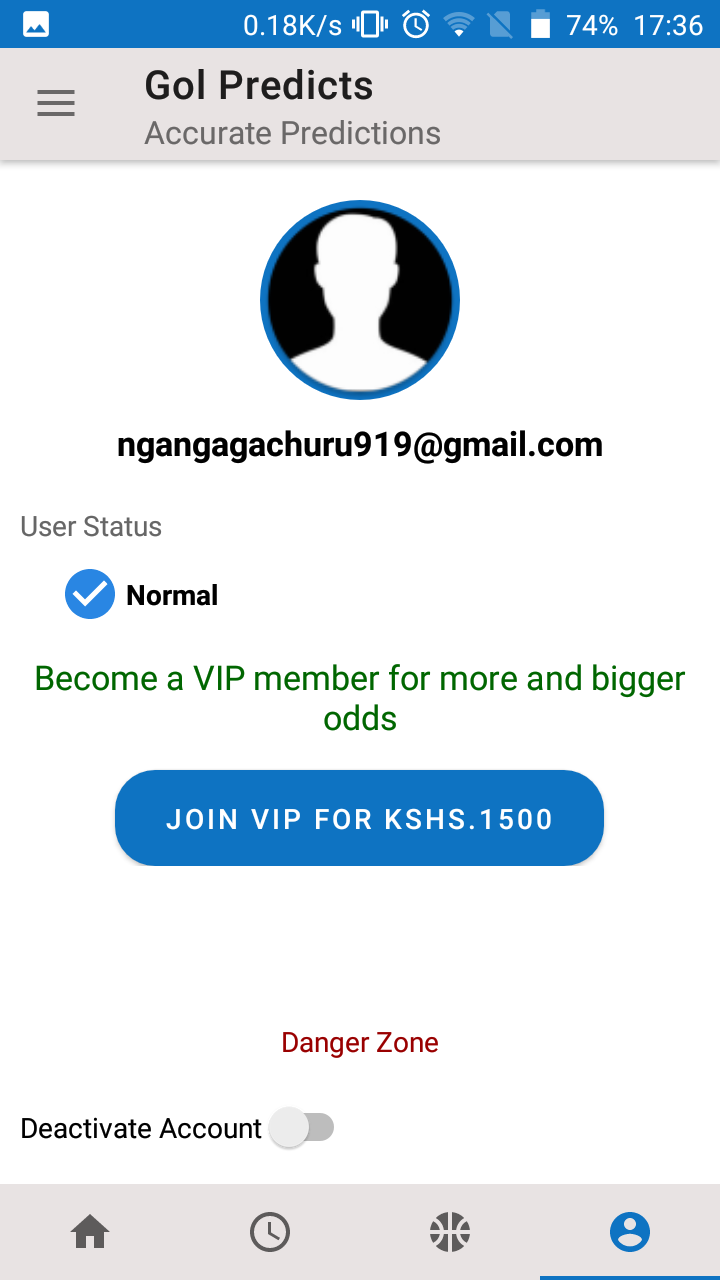 0.18K/s 74% 17:36
Gol Predicts
Accurate Predictions
ngangagachuru919@gmail.com
User Status
Normal
Become a VIP member for more and bigger
odds
JOIN VIP FOR KSHS.1500
Danger Zone
Deactivate Account